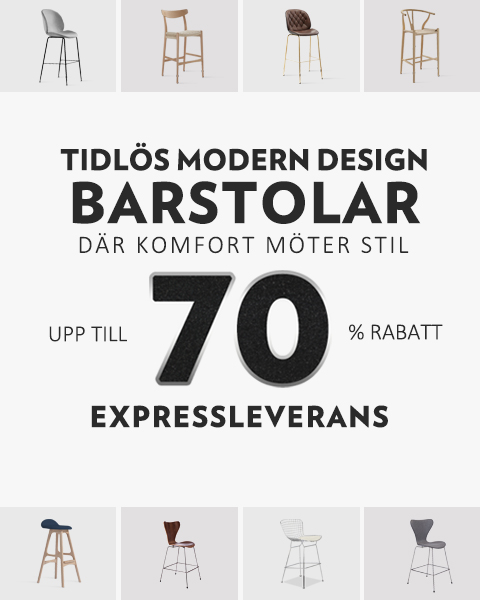 TIDLÖS MODERN DESIGN
BARSTOLAR
DÄR KOMFORT MÖTER STIL
UPP TILL 70 % RABATT
EXPRESSLEVERANS